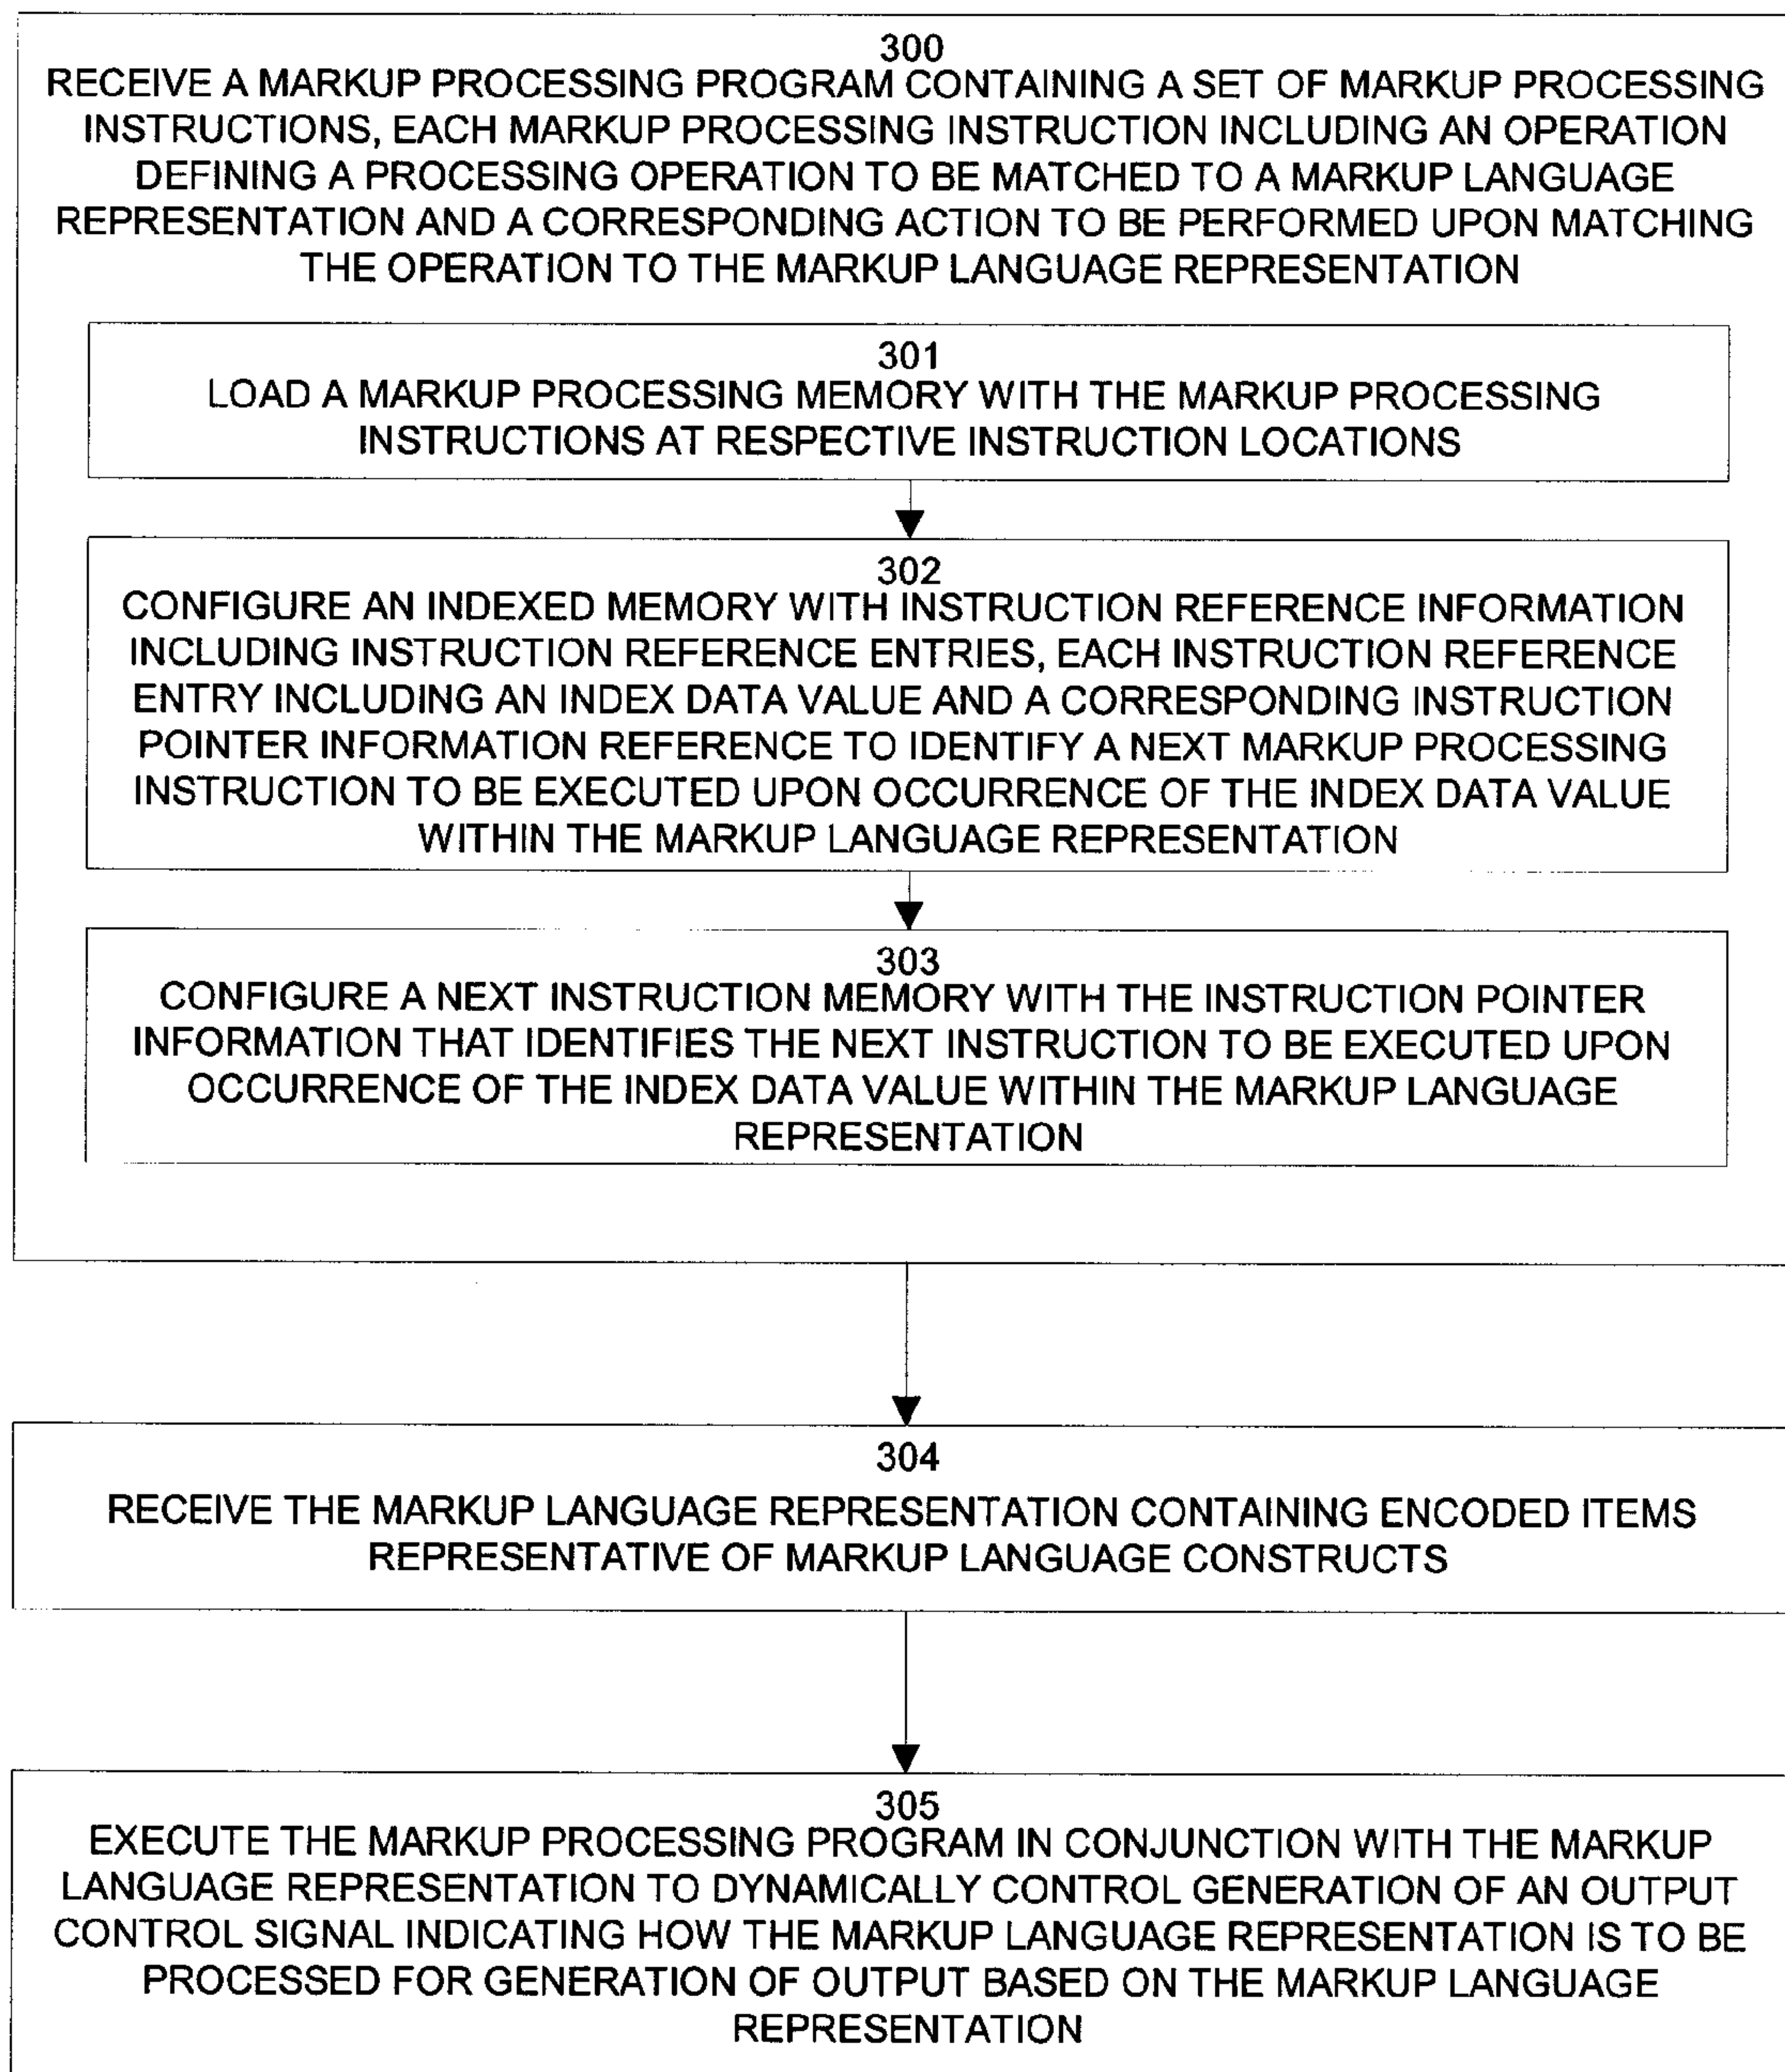 300
RECEIVE A MARKUP PROCESSING PROGRAM CONTAINING A SET OF MARKUP PROCESSING
INSTRUCTIONS, EACH MARKUP PROCESSING INSTRUCTION INCLUDING AN OPERATION
DEFINING A PROCESSING OPERATION TO BE MATCHED TO A MARKUP LANGUAGE
REPRESENTATION AND A CORRESPONDING ACTION TO BE PERFORMED UPON MATCHING
THE OPERATION TO THE MARKUP LANGUAGE REPRESENTATION
301
LOAD A MARKUP PROCESSING MEMORY WITH THE MARKUP PROCESSING
INSTRUCTIONS AT RESPECTIVE INSTRUCTION LOCATIONS
302
CONFIGURE AN INDEXED MEMORY WITH INSTRUCTION REFERENCE INFORMATION
INCLUDING INSTRUCTION REFERENCE ENTRIES, EACH INSTRUCTION REFERENCE
ENTRY INCLUDING AN INDEX DATA VALUE AND A CORRESPONDING INSTRUCTION
POINTER INFORMATION REFERENCE TO IDENTIFY A NEXT MARKUP PROCESSING
INSTRUCTION TO BE EXECUTED UPON OCCURRENCE OF THE INDEX DATA VALUE
WITHIN THE MARKUP LANGUAGE REPRESENTATION
303
CONFIGURE A NEXT INSTRUCTION MEMORY WITH THE INSTRUCTION POINTER
INFORMATION THAT IDENTIFIES THE NEXT INSTRUCTION TO BE EXECUTED UPON
OCCURRENCE OF THE INDEX DATA VALUE WITHIN THE MARKUP LANGUAGE
REPRESENTATION
304
RECEIVE THE MARKUP LANGUAGE REPRESENTATION CONTAINING ENCODED ITEMS
REPRESENTATIVE OF MARKUP LANGUAGE CONSTRUCTS
305
EXECUTE THE MARKUP PROCESSING PROGRAM IN CONJUNCTION WITH THE MARKUP
LANGUAGE REPRESENTATION TO DYNAMICALLY CONTROL GENERATION OF AN OUTPUT
CONTROL SIGNAL INDICATING HOW THE MARKUP LANGUAGE REPRESENTATION IS TO BE
PROCESSED FOR GENERATION OF OUTPUT BASED ON THE MARKUP LANGUAGE
REPRESENTATION